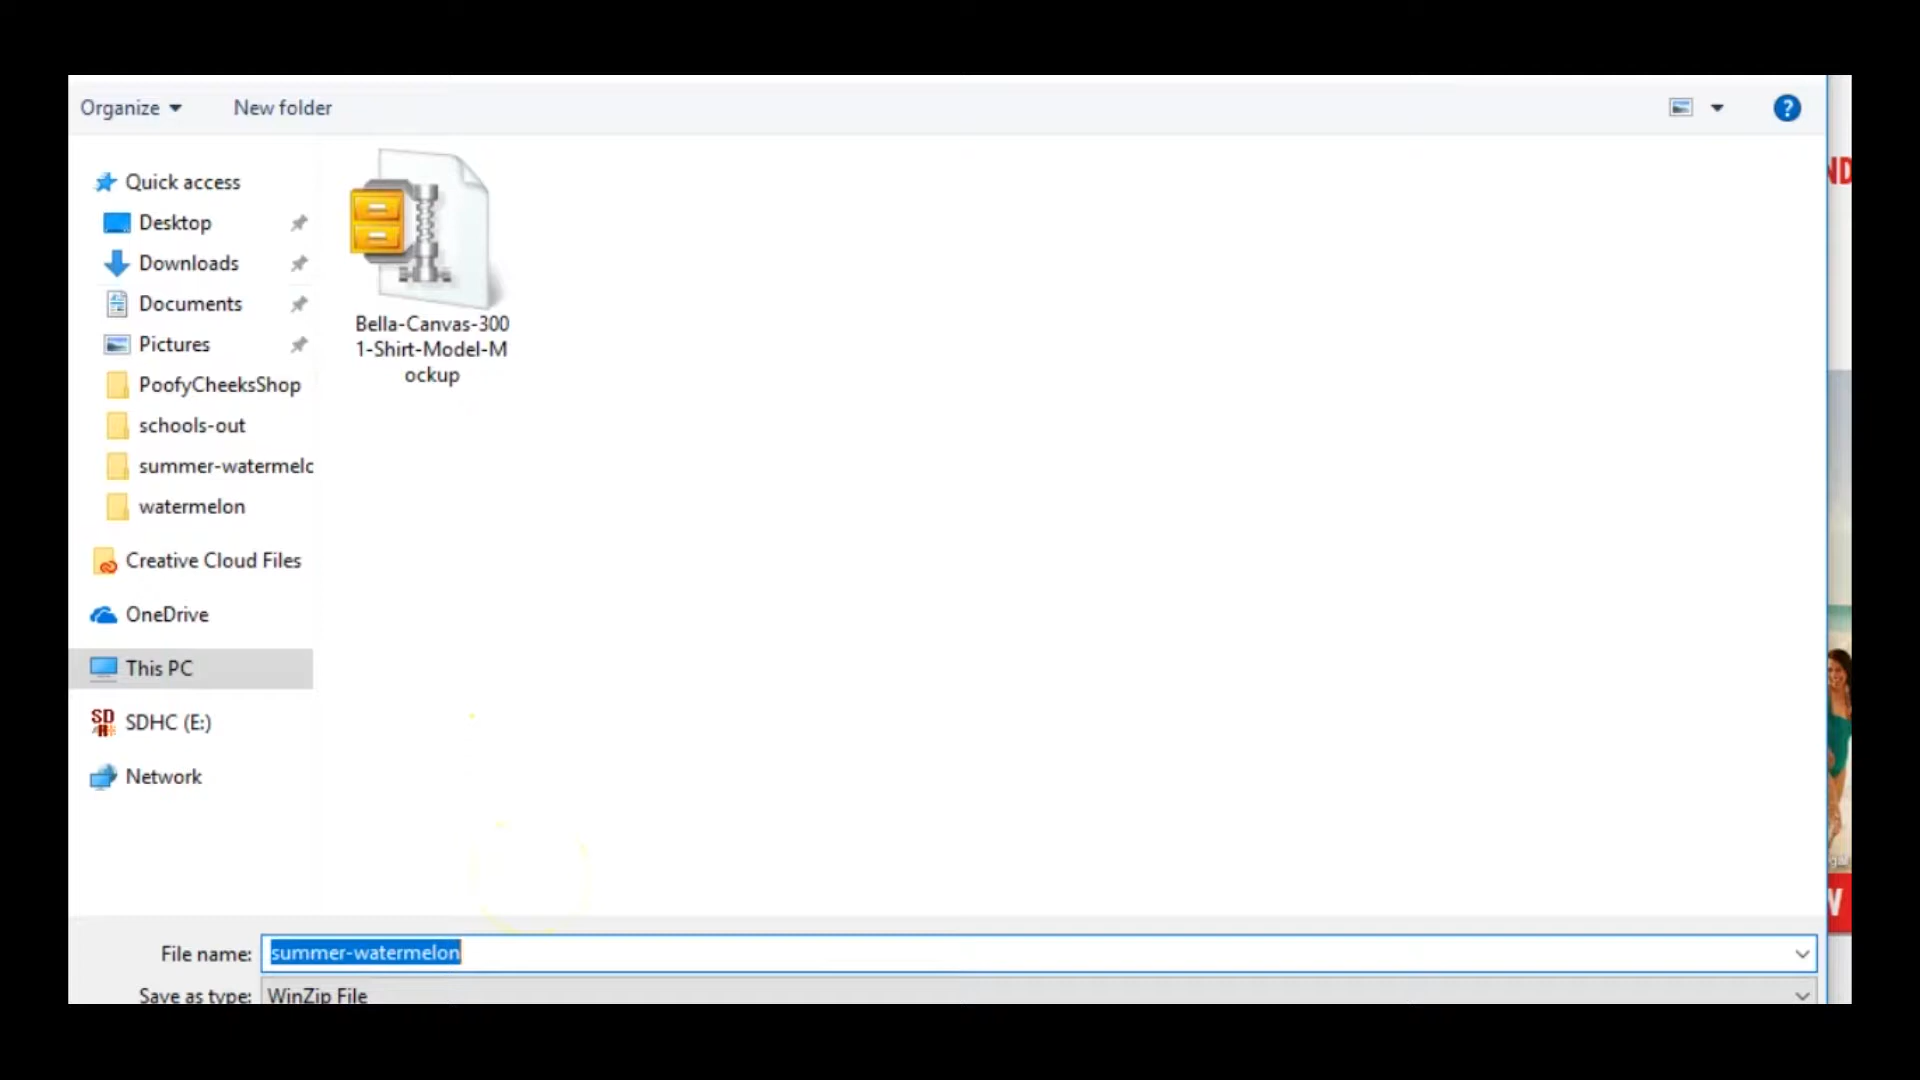 Organize
New folder
?
ND
Quick access
Desktop
Downloads
Documents
Pictures
PoofyCheeksShop
schools-out
summer-watermelc
watermelon
Creative Cloud Files
OneDrive
This PC
SD
SDHC (E:)
Network
Bella-Canvas-300
1-Shirt-Model-M
ockup
W
File name: summer-watermelon
Save as type: WinZip File